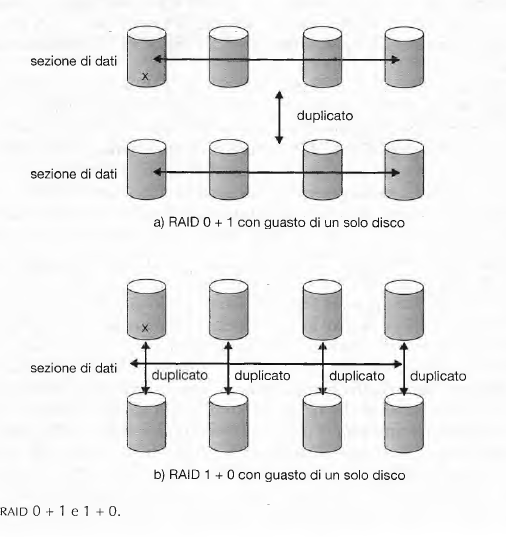 sezione di dati
x
duplicato
sezione di dati
a) RAID 0 + 1 con guasto di un solo disco
x
sezione di dati
duplicato duplicato duplicato duplicato
b) RAID 1 + 0 con guasto di un solo disco
RAID 0 + 1 e 1 + 0.